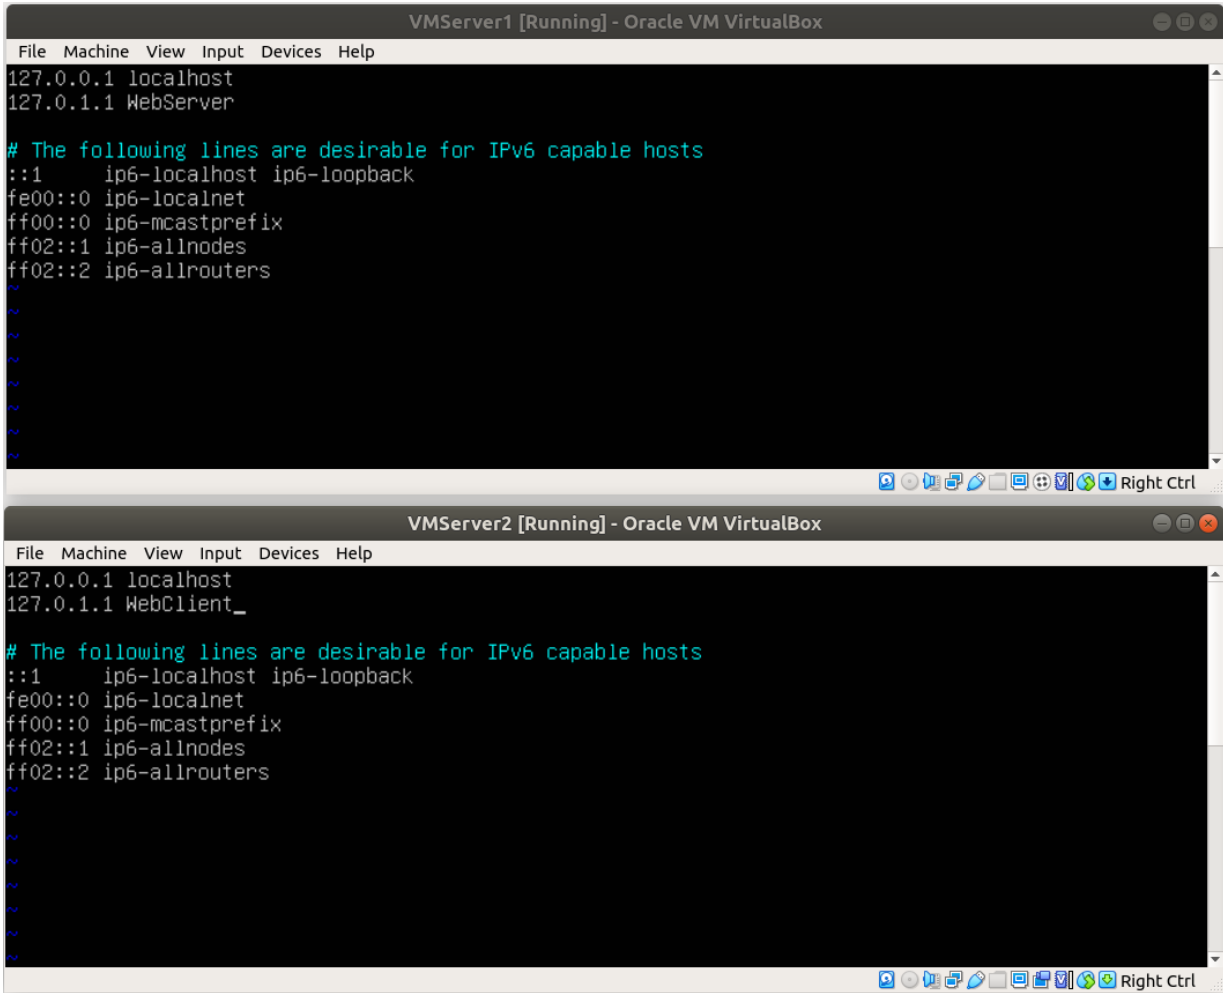 VMServer1 [Running] - Oracle VM VirtualBox
File Machine View Input Devices Help
127.0.0.1 localhost
127.0.1.1 WebServer
# The following lines are desirable for IPv6 capable hosts
::1     ip6-localhost ip6-loopback
fe00::0 ip6-localnet
ff00::0 ip6-mcastprefix
ff02::1 ip6-allnodes
ff02::2 ip6-allrouters
~
~
~
~
~
~
~
~
Right Ctrl
VMServer2 [Running] - Oracle VM VirtualBox
File Machine View Input Devices Help
127.0.0.1 localhost
127.0.1.1 WebClient_
# The following lines are desirable for IPv6 capable hosts
::1     ip6-localhost ip6-loopback
fe00::0 ip6-localnet
ff00::0 ip6-mcastprefix
ff02::1 ip6-allnodes
ff02::2 ip6-allrouters
~
~
~
~
~
~
~
~
Right Ctrl